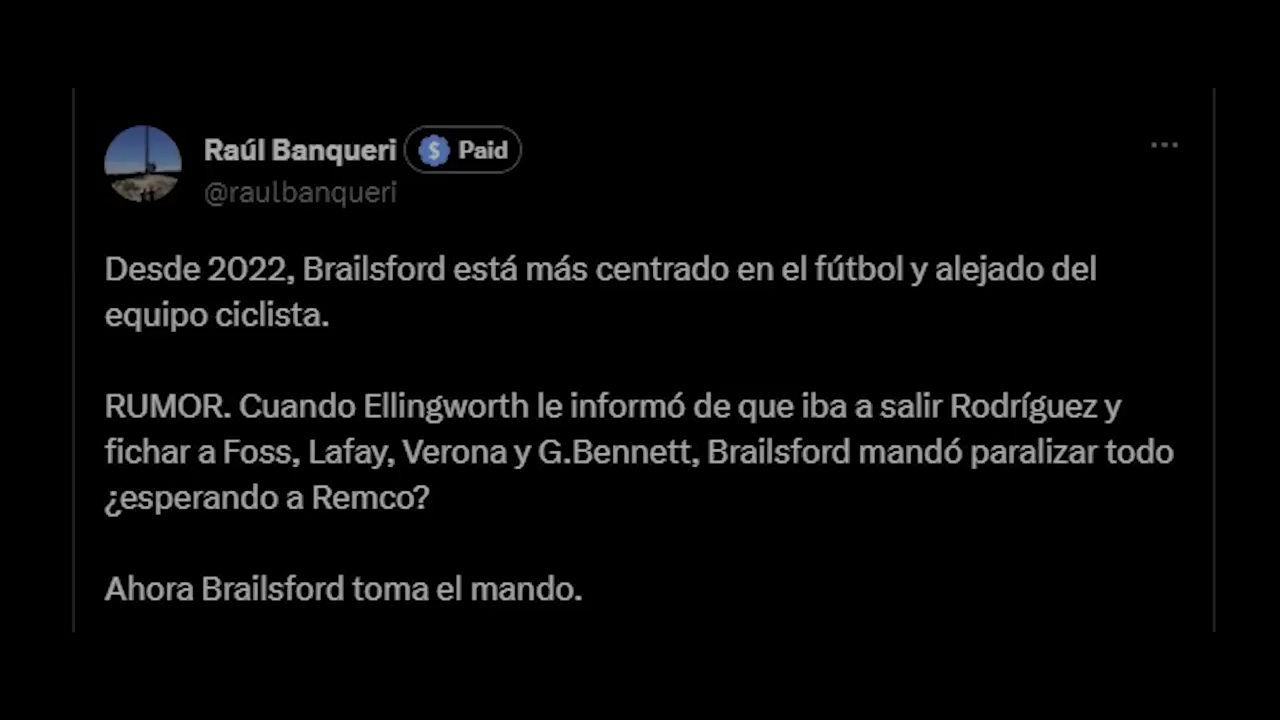 Raúl Banqueri $ Paid
@raulbanqueri
Desde 2022, Brailsford está más centrado en el fútbol y alejado del
equipo ciclista.
RUMOR. Cuando Ellingworth le informó de que iba a salir Rodríguez y
fichar a Foss, Lafay, Verona y G.Bennett, Brailsford mandó paralizar todo
¿esperando a Remco?
Ahora Brailsford toma el mando.